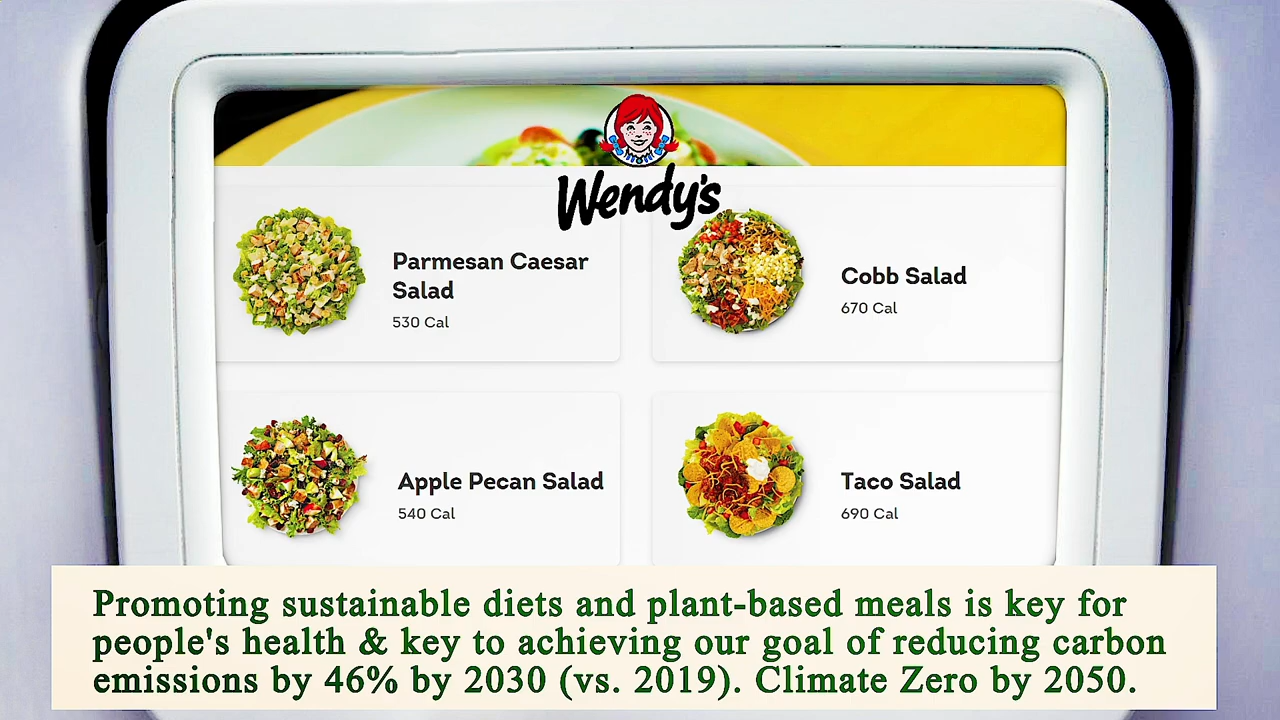 Wendy's
Parmesan Caesar
Salad
530 Cal
Cobb Salad
670 Cal
Apple Pecan Salad
540 Cal
Taco Salad
690 Cal
Promoting sustainable diets and plant-based meals is key for
people's health & key to achieving our goal of reducing carbon
emissions by 46% by 2030 (vs. 2019). Climate Zero by 2050.